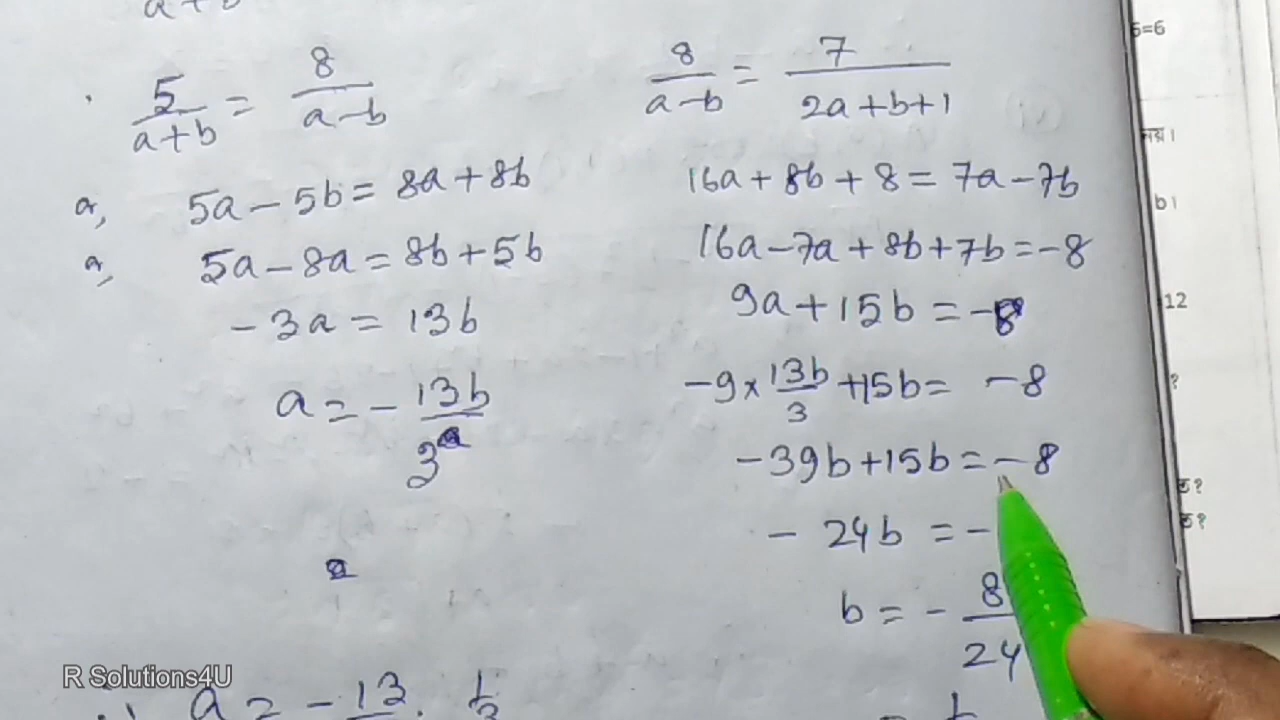 a+b
5/(a+b) = 8/(a-b)
5a-5b=8a+8b
5a-8a=8b+5b
-3a=13b
a=-13b/3
8/(a-b) = 7/(2a+b+1)
16a+8b+8=7a-7b
16a-7a+8b+7b=-8
9a+15b=-8
-9×13b/3+15b=-8
-39b+15b=-8
-24b=-
b=-8/24
a=-13
5=6
b।
12
?
?
?
R Solutions4U